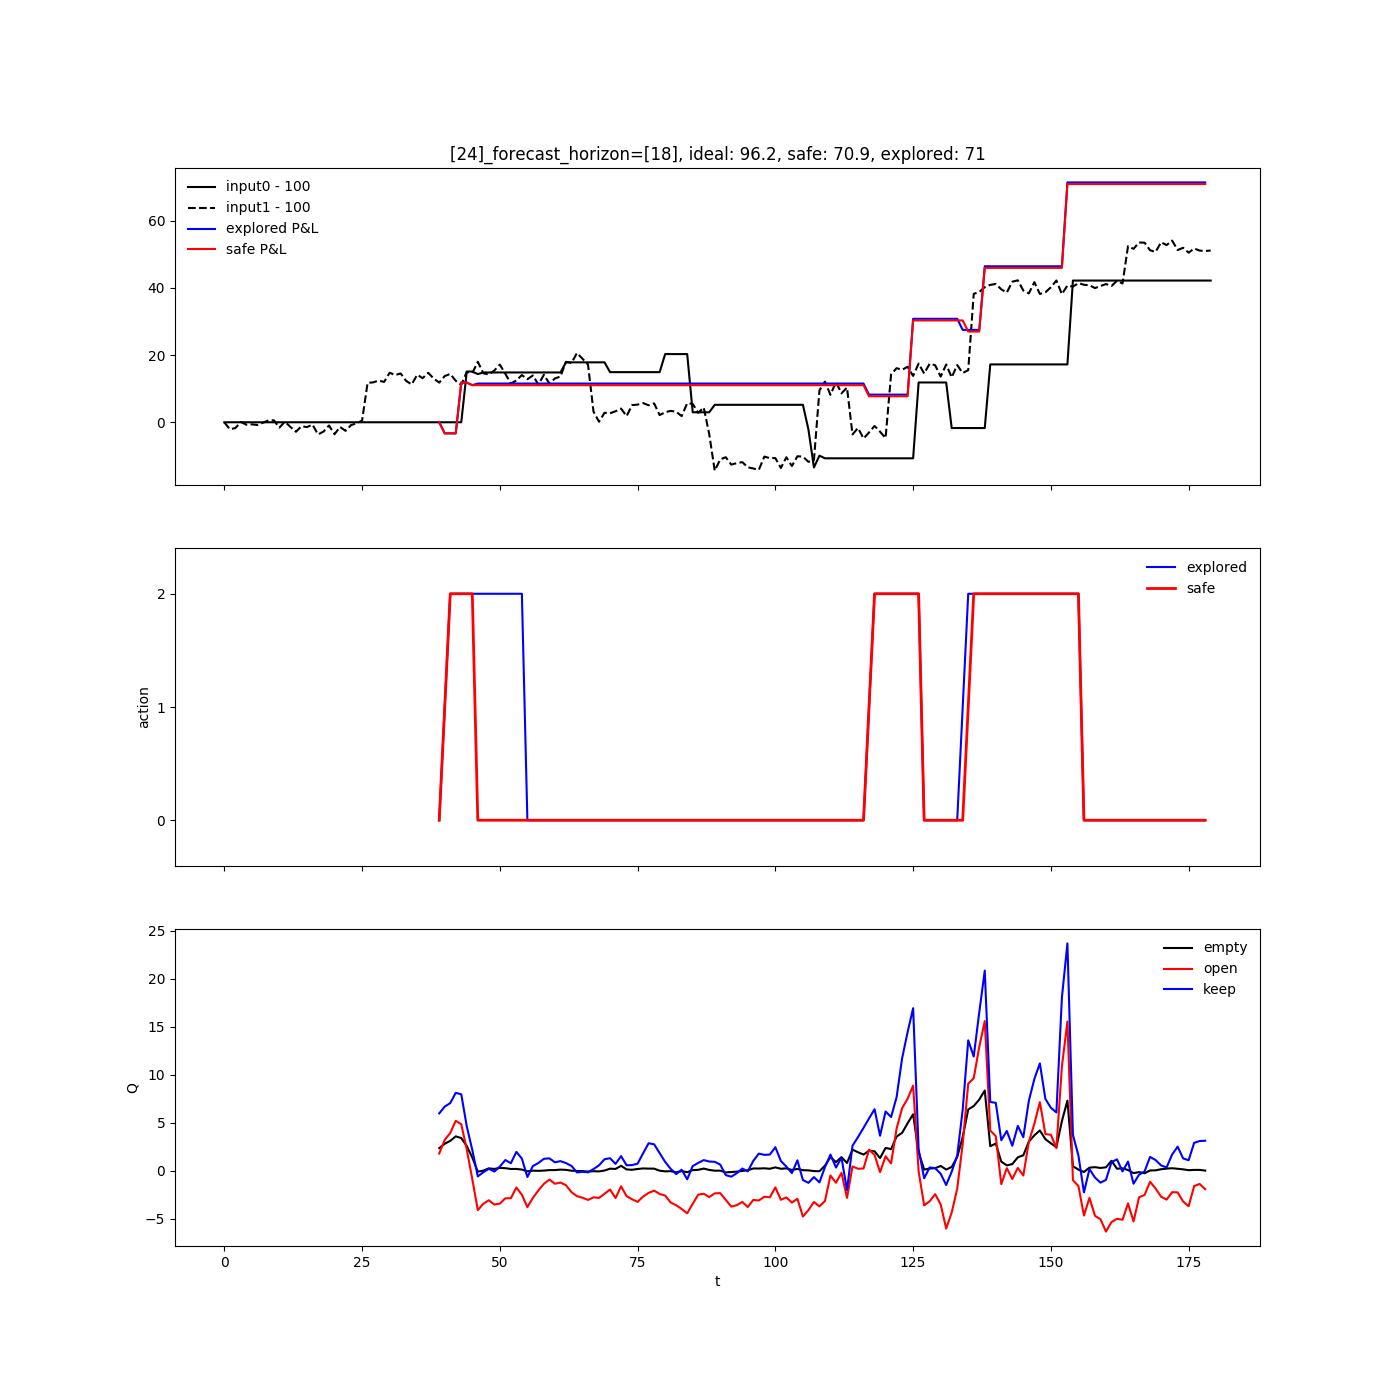 [24]_forecast_horizon=[18], ideal: 96.2, safe: 70.9, explored: 71
input0 - 100
input1 - 100
explored P&L
safe P&L
60
40
20
0
explored
safe
2
1
0
action
empty
open
keep
25
20
15
10
5
0
−5
Q
0 25 50 75 100 125 150 175
t